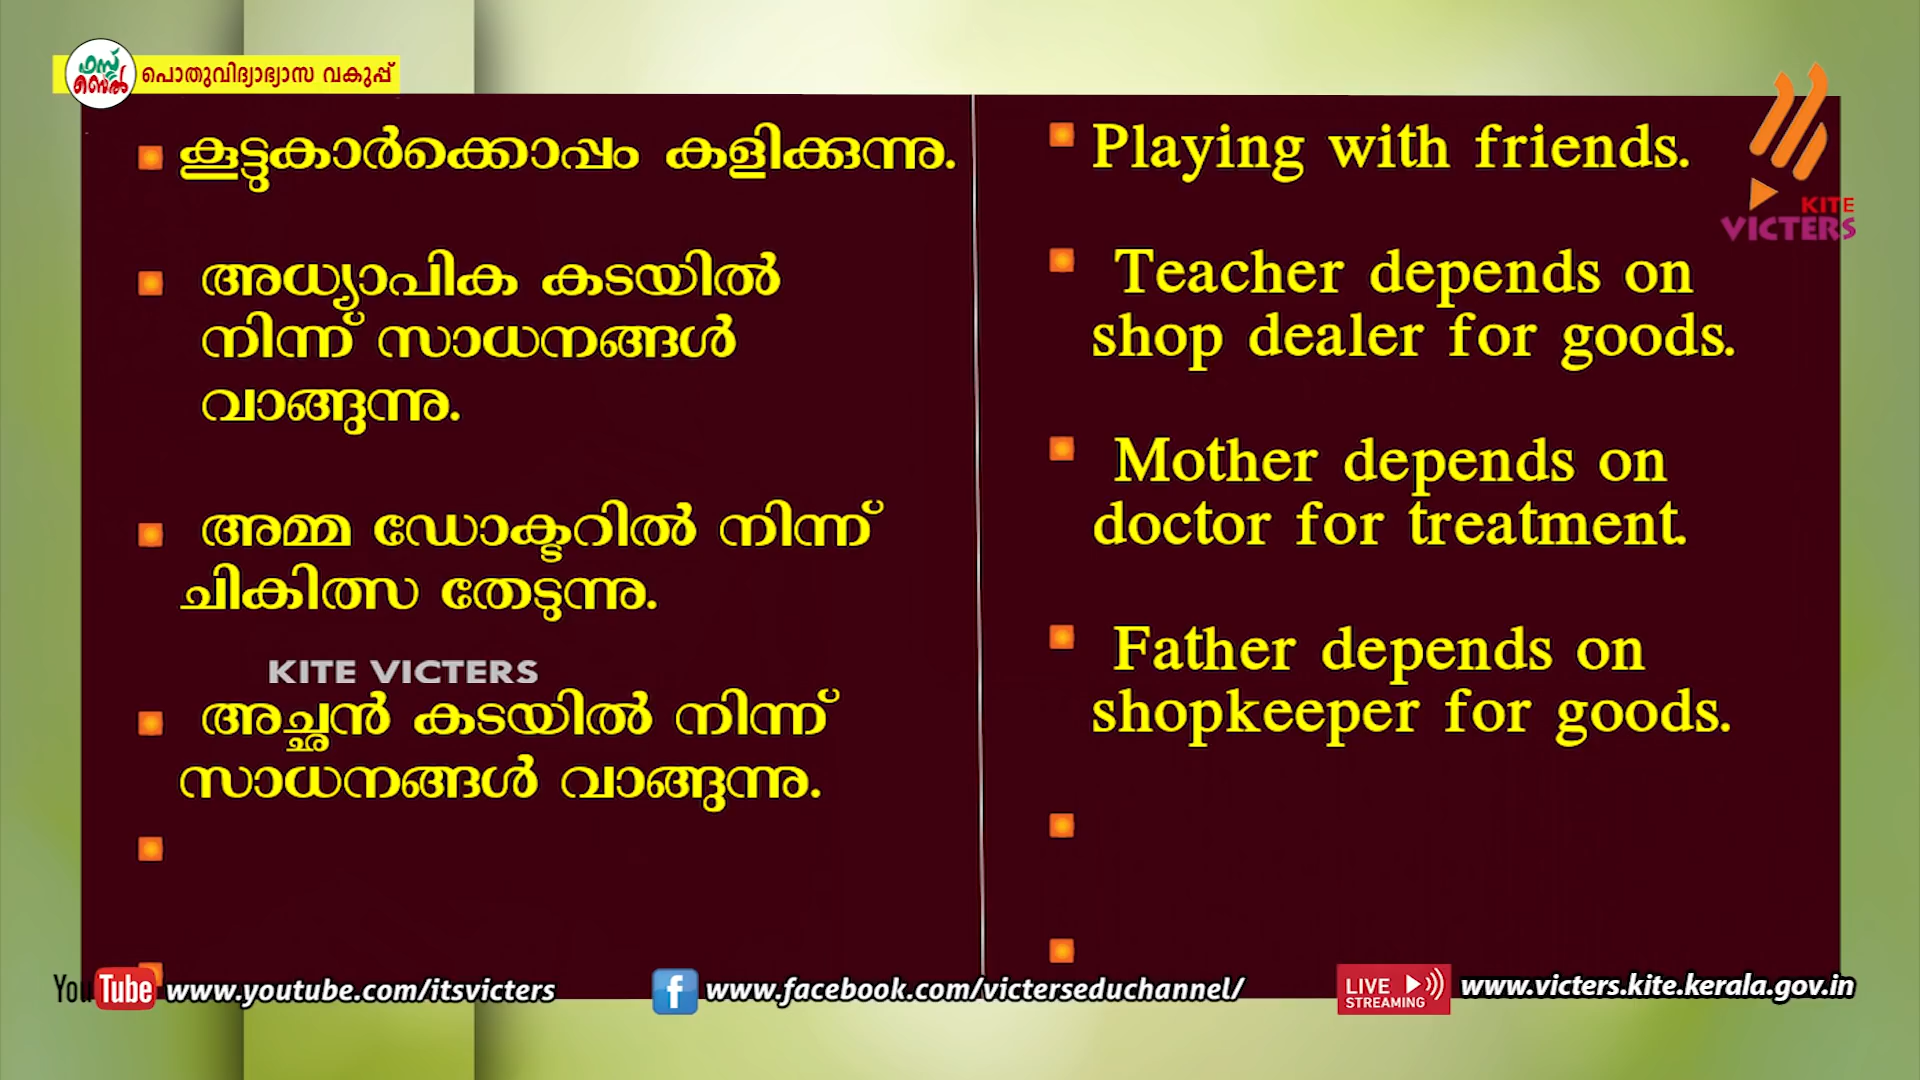 ഫസ്റ്റ്
ബെൽ
പൊതുവിദ്യാഭ്യാസ വകുപ്പ്
കൂട്ടുകാർക്കൊപ്പം കളിക്കുന്നു.
അധ്യാപിക കടയിൽ
നിന്ന് സാധനങ്ങൾ
വാങ്ങുന്നു.
അമ്മ ഡോക്ടറിൽ നിന്ന്
ചികിത്സ തേടുന്നു.
KITE VICTERS
അച്ഛൻ കടയിൽ നിന്ന്
സാധനങ്ങൾ വാങ്ങുന്നു.
Playing with friends.
Teacher depends on
shop dealer for goods.
Mother depends on
doctor for treatment.
Father depends on
shopkeeper for goods.
KITE
VICTERS
YouTube www.youtube.com/itsvicters
f www.facebook.com/victerseduchannel/
LIVE
STREAMING
www.victers.kite.kerala.gov.in